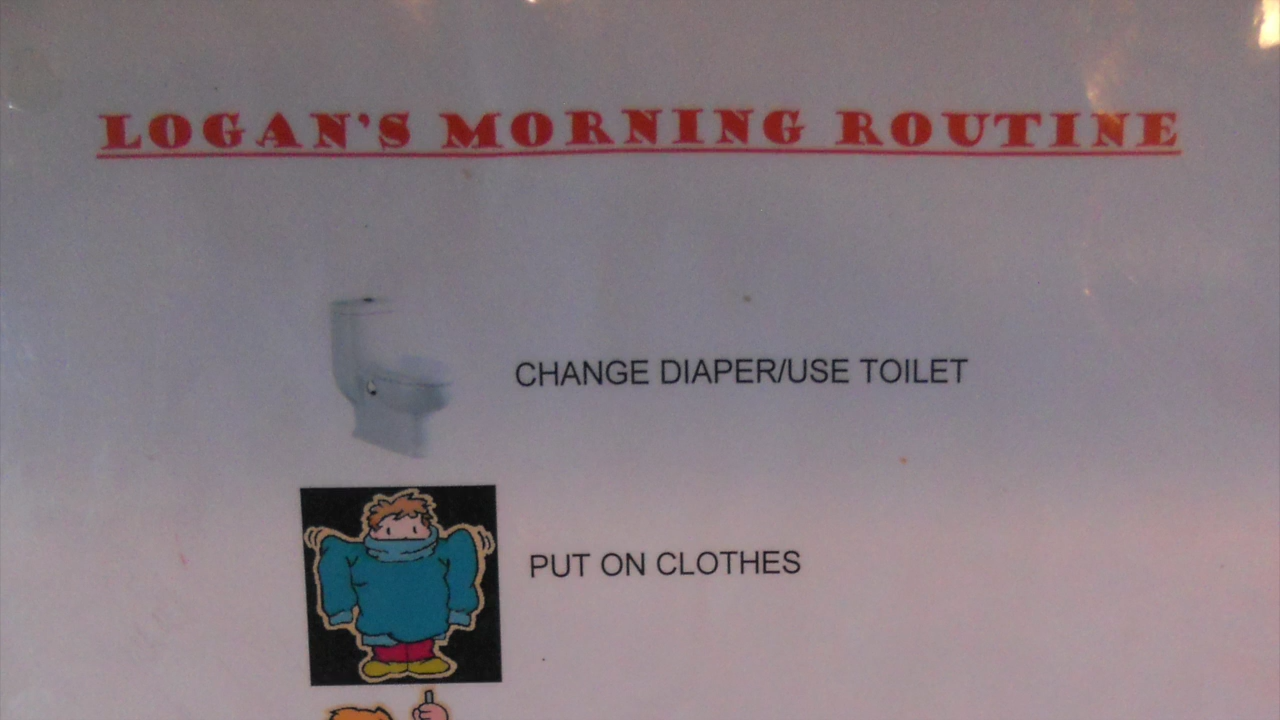 LOGAN'S MORNING ROUTINE
CHANGE DIAPER/USE TOILET
PUT ON CLOTHES